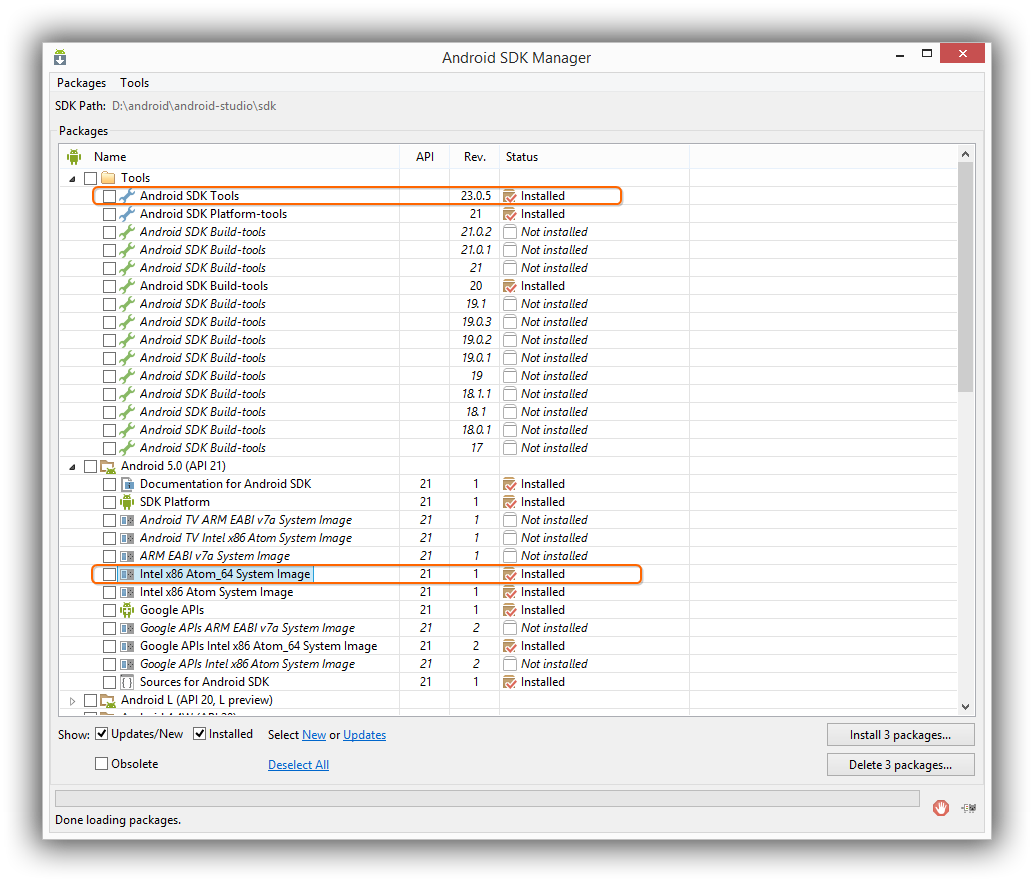 Android SDK Manager
Packages Tools
SDK Path: D:\android\android-studio\sdk
Packages
Name API Rev. Status
Tools
Android SDK Tools 23.0.5 Installed
Android SDK Platform-tools 21 Installed
Android SDK Build-tools 21.0.2 Not installed
Android SDK Build-tools 21.0.1 Not installed
Android SDK Build-tools 21 Not installed
Android SDK Build-tools 20 Installed
Android SDK Build-tools 19.1 Not installed
Android SDK Build-tools 19.0.3 Not installed
Android SDK Build-tools 19.0.2 Not installed
Android SDK Build-tools 19.0.1 Not installed
Android SDK Build-tools 19 Not installed
Android SDK Build-tools 18.1.1 Not installed
Android SDK Build-tools 18.1 Not installed
Android SDK Build-tools 18.0.1 Not installed
Android SDK Build-tools 17 Not installed
Android 5.0 (API 21)
Documentation for Android SDK 21 1 Installed
SDK Platform 21 1 Installed
Android TV ARM EABI v7a System Image 21 1 Not installed
Android TV Intel x86 Atom System Image 21 1 Not installed
ARM EABI v7a System Image 21 1 Not installed
Intel x86 Atom_64 System Image 21 1 Installed
Intel x86 Atom System Image 21 1 Installed
Google APIs 21 1 Installed
Google APIs ARM EABI v7a System Image 21 2 Not installed
Google APIs Intel x86 Atom_64 System Image 21 2 Installed
Google APIs Intel x86 Atom System Image 21 2 Not installed
Sources for Android SDK 21 1 Installed
Android L (API 20, L preview)
Show: Updates/New Installed Select New or Updates Install 3 packages...
Obsolete Deselect All Delete 3 packages...
Done loading packages.